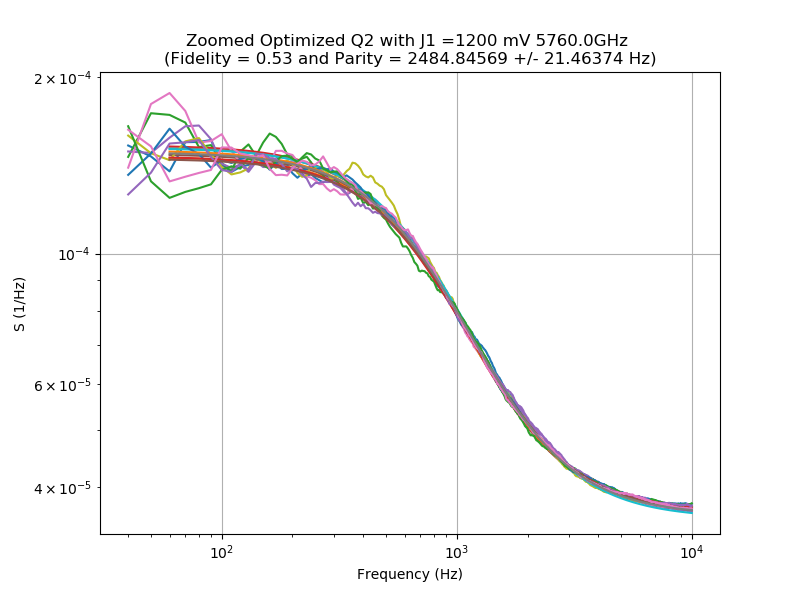 Zoomed Optimized Q2 with J1 =1200 mV 5760.0GHz
(Fidelity = 0.53 and Parity = 2484.84569 +/- 21.46374 Hz)
2 × 10⁻⁴
10⁻⁴
6 × 10⁻⁵
4 × 10⁻⁵
S (1/Hz)
10² 10³ 10⁴
Frequency (Hz)